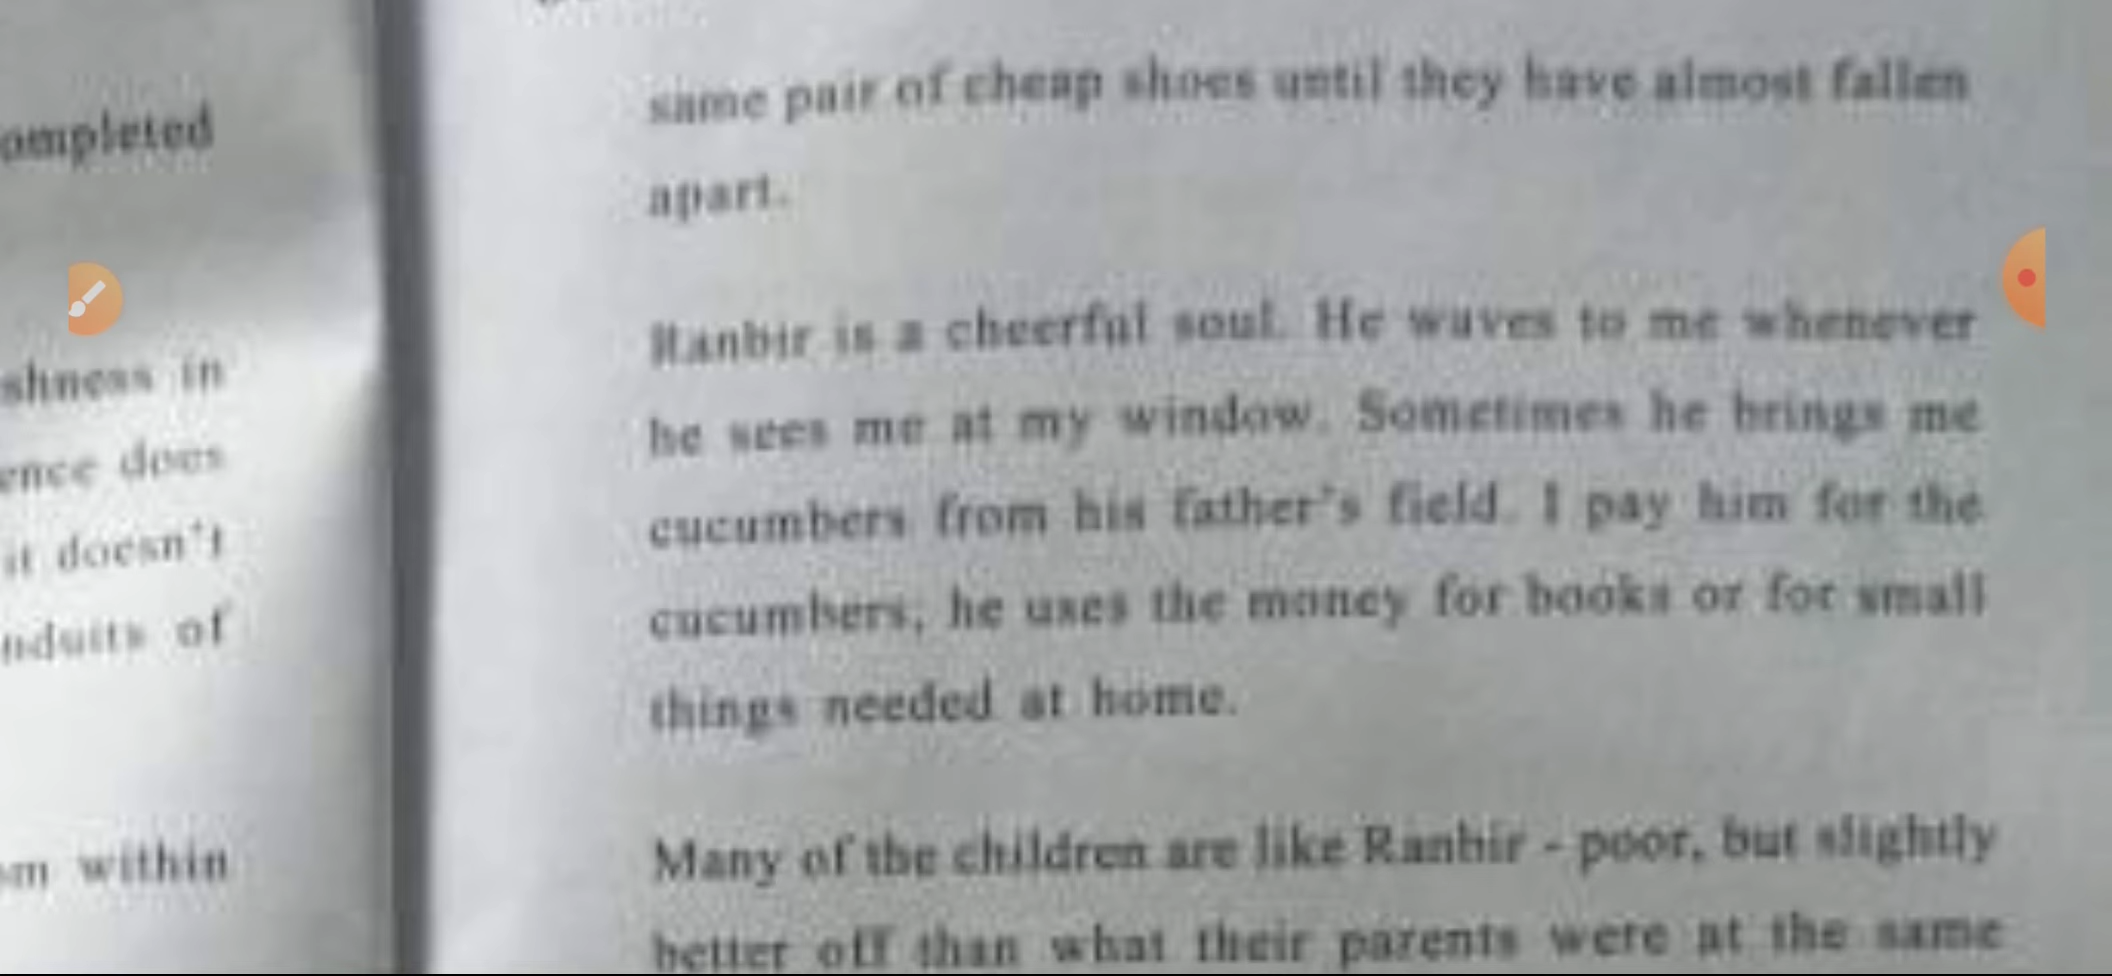 ompleted
shness in
ence does
it doesn't
nduits of
m within
same pair of cheap shoes until they have almost fallen
apart.
Ranbir is a cheerful soul. He waves to me whenever
he sees me at my window. Sometimes he brings me
cucumbers from his father's field. I pay him for the
cucumbers, he uses the money for books or for small
things needed at home.
Many of the children are like Ranbir - poor, but slightly
better off than what their parents were at the same